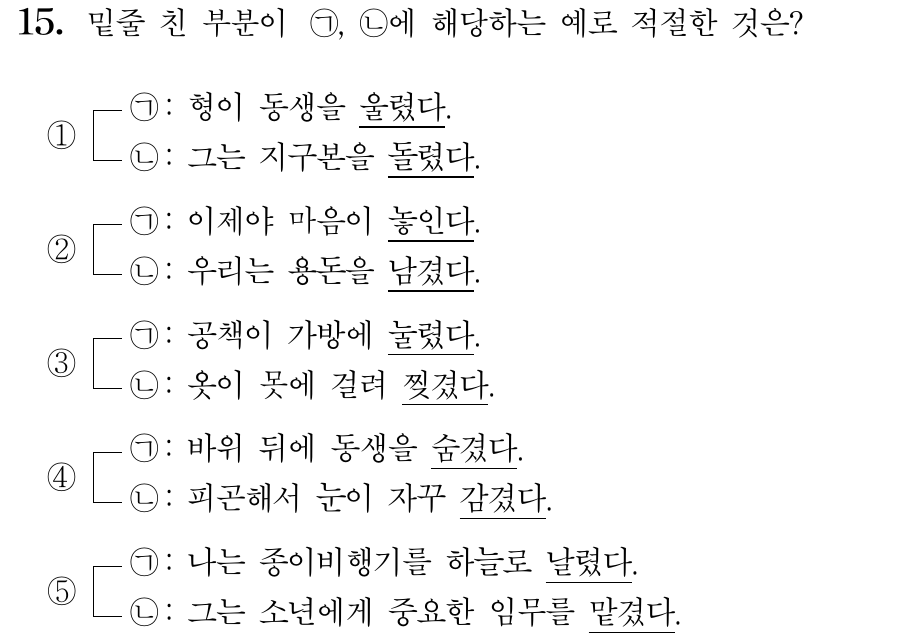 15. 밑줄 친 부분이 ㉠, ㉡에 해당하는 예로 적절한 것은?
① ㉠: 형이 동생을 울렸다.
㉡: 그는 지구본을 돌렸다.
② ㉠: 이제야 마음이 놓인다.
㉡: 우리는 용돈을 남겼다.
③ ㉠: 공책이 가방에 눌렸다.
㉡: 옷이 못에 걸려 찢겼다.
④ ㉠: 바위 뒤에 동생을 숨겼다.
㉡: 피곤해서 눈이 자꾸 감겼다.
⑤ ㉠: 나는 종이비행기를 하늘로 날렸다.
㉡: 그는 소년에게 중요한 임무를 맡겼다.